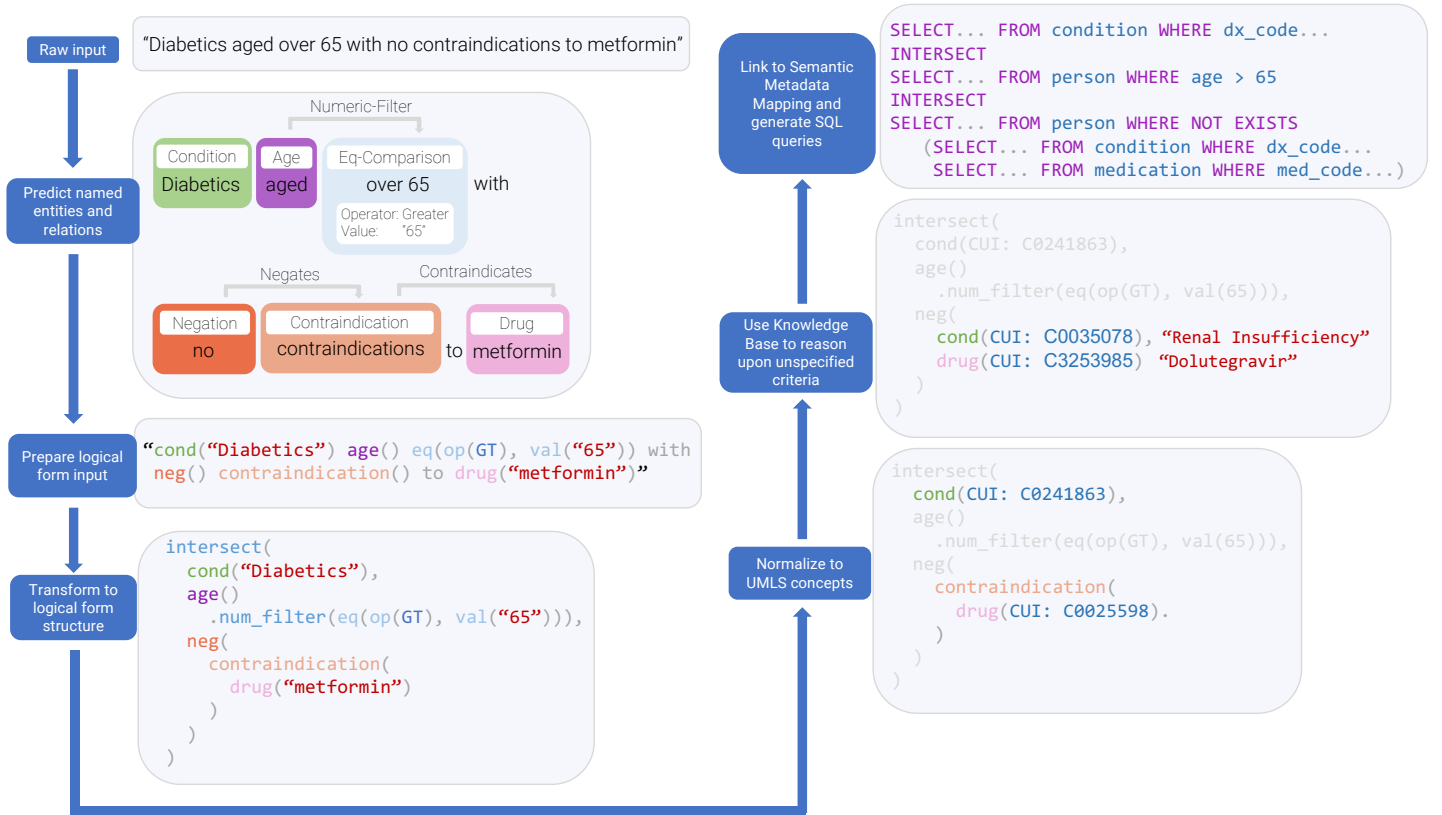 Raw input
“Diabetics aged over 65 with no contraindications to metformin”
Predict named
entities and
relations
Numeric-Filter
Condition
Diabetics
Age
aged
Eq-Comparison
over 65
Operator: Greater
Value: “65”
with
Negates
Contraindicates
Negation
no
Contraindication
contraindications
to
Drug
metformin
Prepare logical
form input
“cond(“Diabetics”) age() eq(op(GT), val(“65”)) with
neg() contraindication() to drug(“metformin”)”
Transform to
logical form
structure
intersect(
cond(“Diabetics”),
age()
.num_filter(eq(op(GT), val(“65”))),
neg(
contraindication(
drug(“metformin”)
)
)
)
Normalize to
UMLS concepts
intersect(
cond(CUI: C0241863),
age()
.num_filter(eq(op(GT), val(65))),
neg(
contraindication(
drug(CUI: C0025598).
)
)
)
Use Knowledge
Base to reason
upon unspecified
criteria
intersect(
cond(CUI: C0241863),
age()
.num_filter(eq(op(GT), val(65))),
neg(
cond(CUI: C0035078), “Renal Insufficiency”
drug(CUI: C3253985) “Dolutegravir”
)
)
Link to Semantic
Metadata
Mapping and
generate SQL
queries
SELECT... FROM condition WHERE dx_code...
INTERSECT
SELECT... FROM person WHERE age > 65
INTERSECT
SELECT... FROM person WHERE NOT EXISTS
(SELECT... FROM condition WHERE dx_code...
SELECT... FROM medication WHERE med_code...)